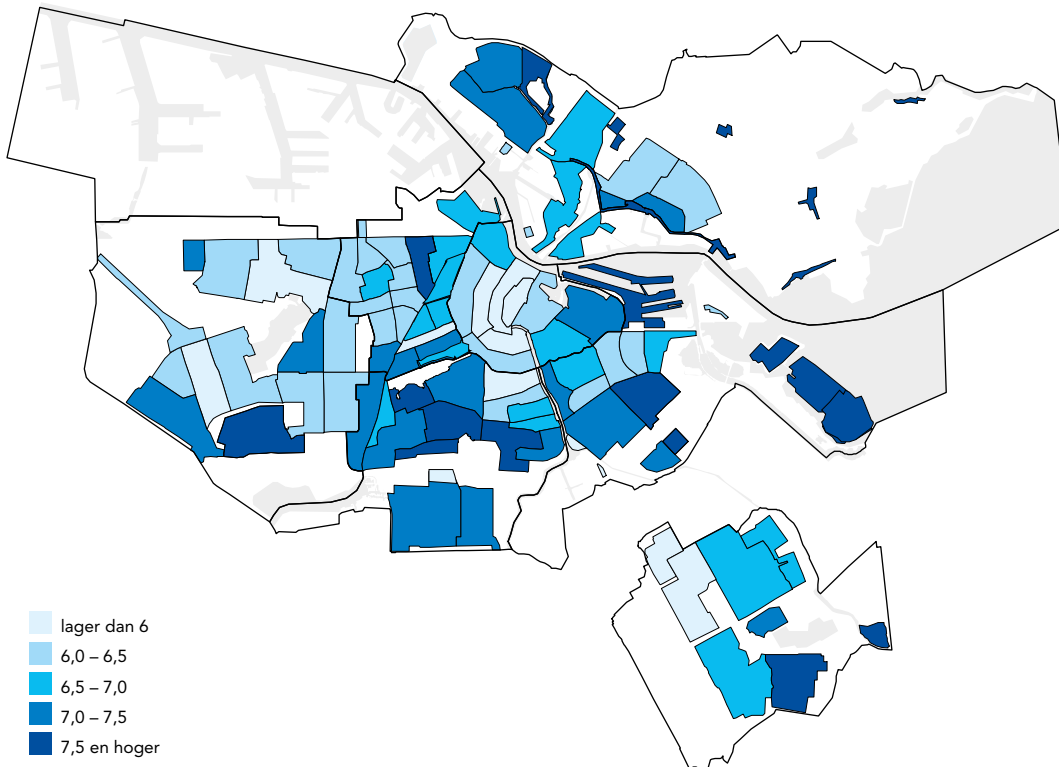 lager dan 6
6,0 – 6,5
6,5 – 7,0
7,0 – 7,5
7,5 en hoger